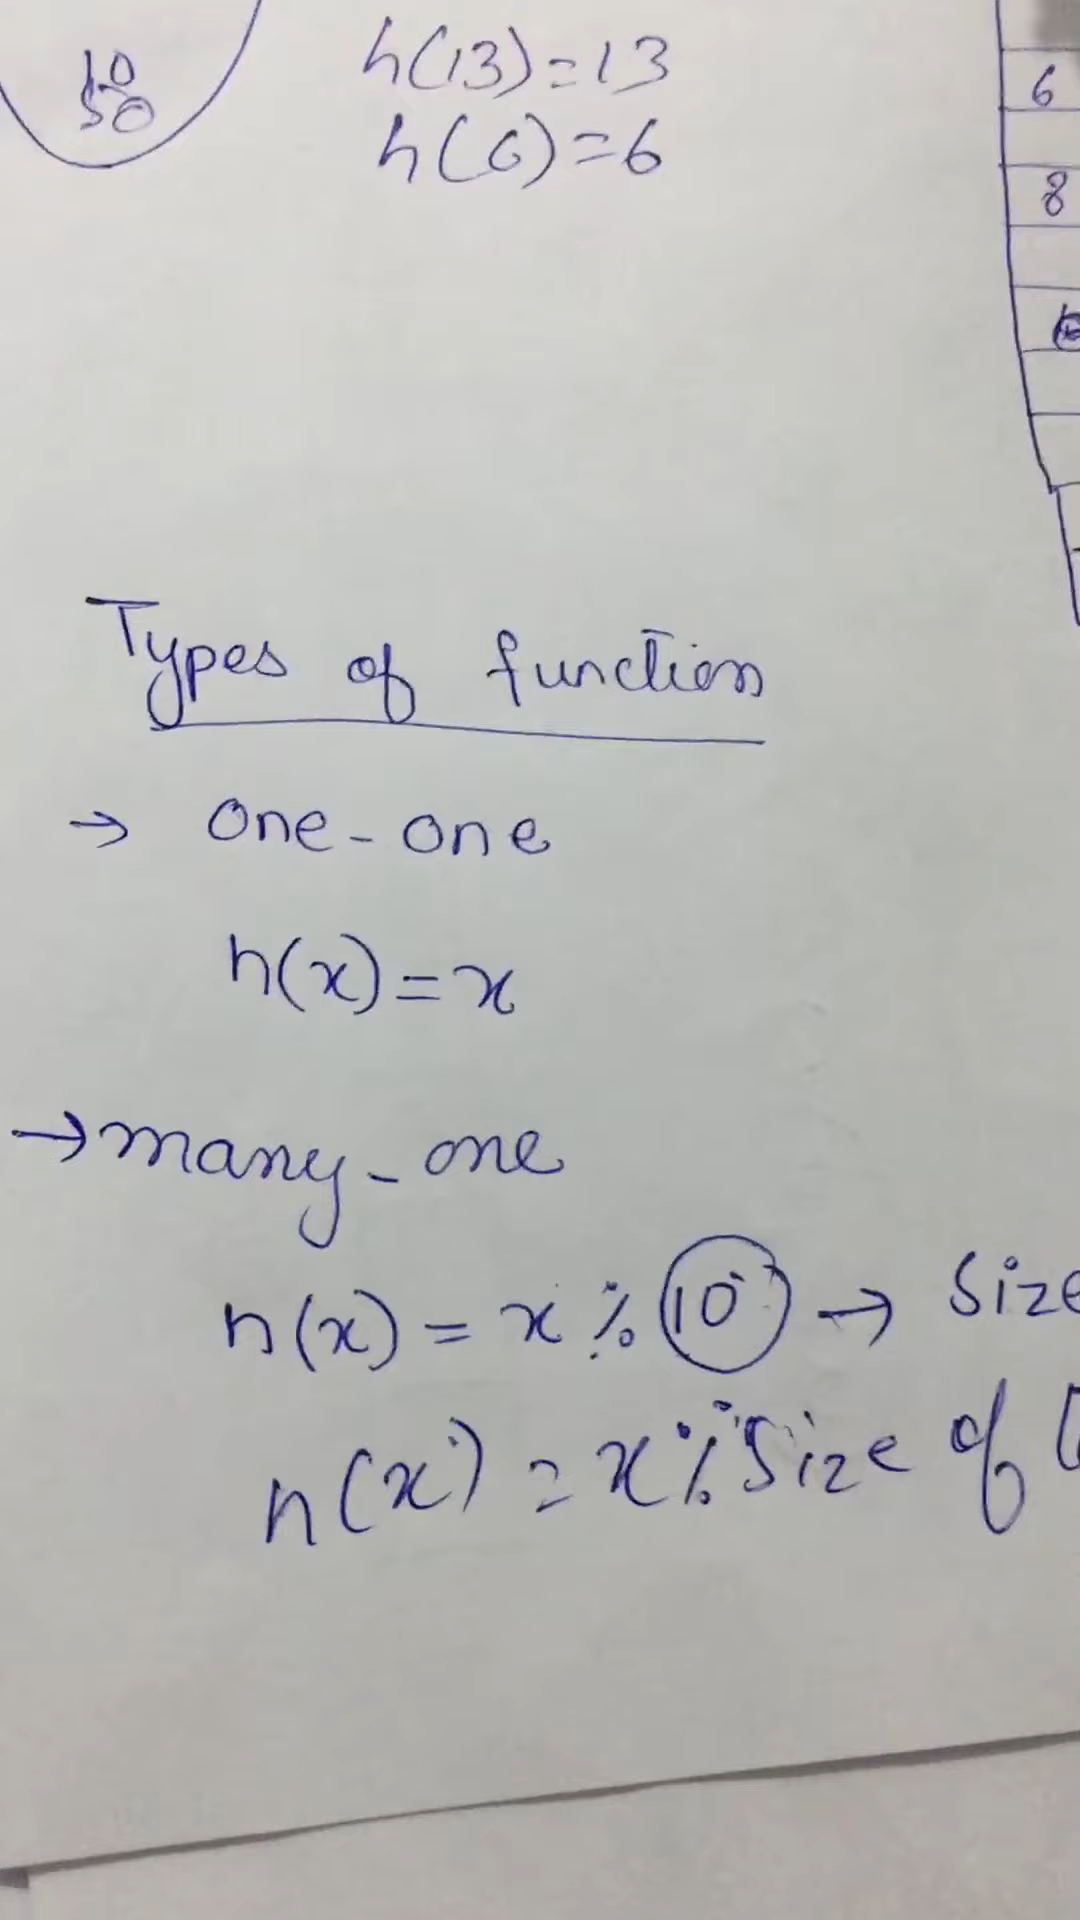 10
50
h(13)=13
h(6)=6
6
8
Types of function
→ one-one
h(x)=x
→ many-one
h(x) = x % 10 → Size
h(x) = x % Size of